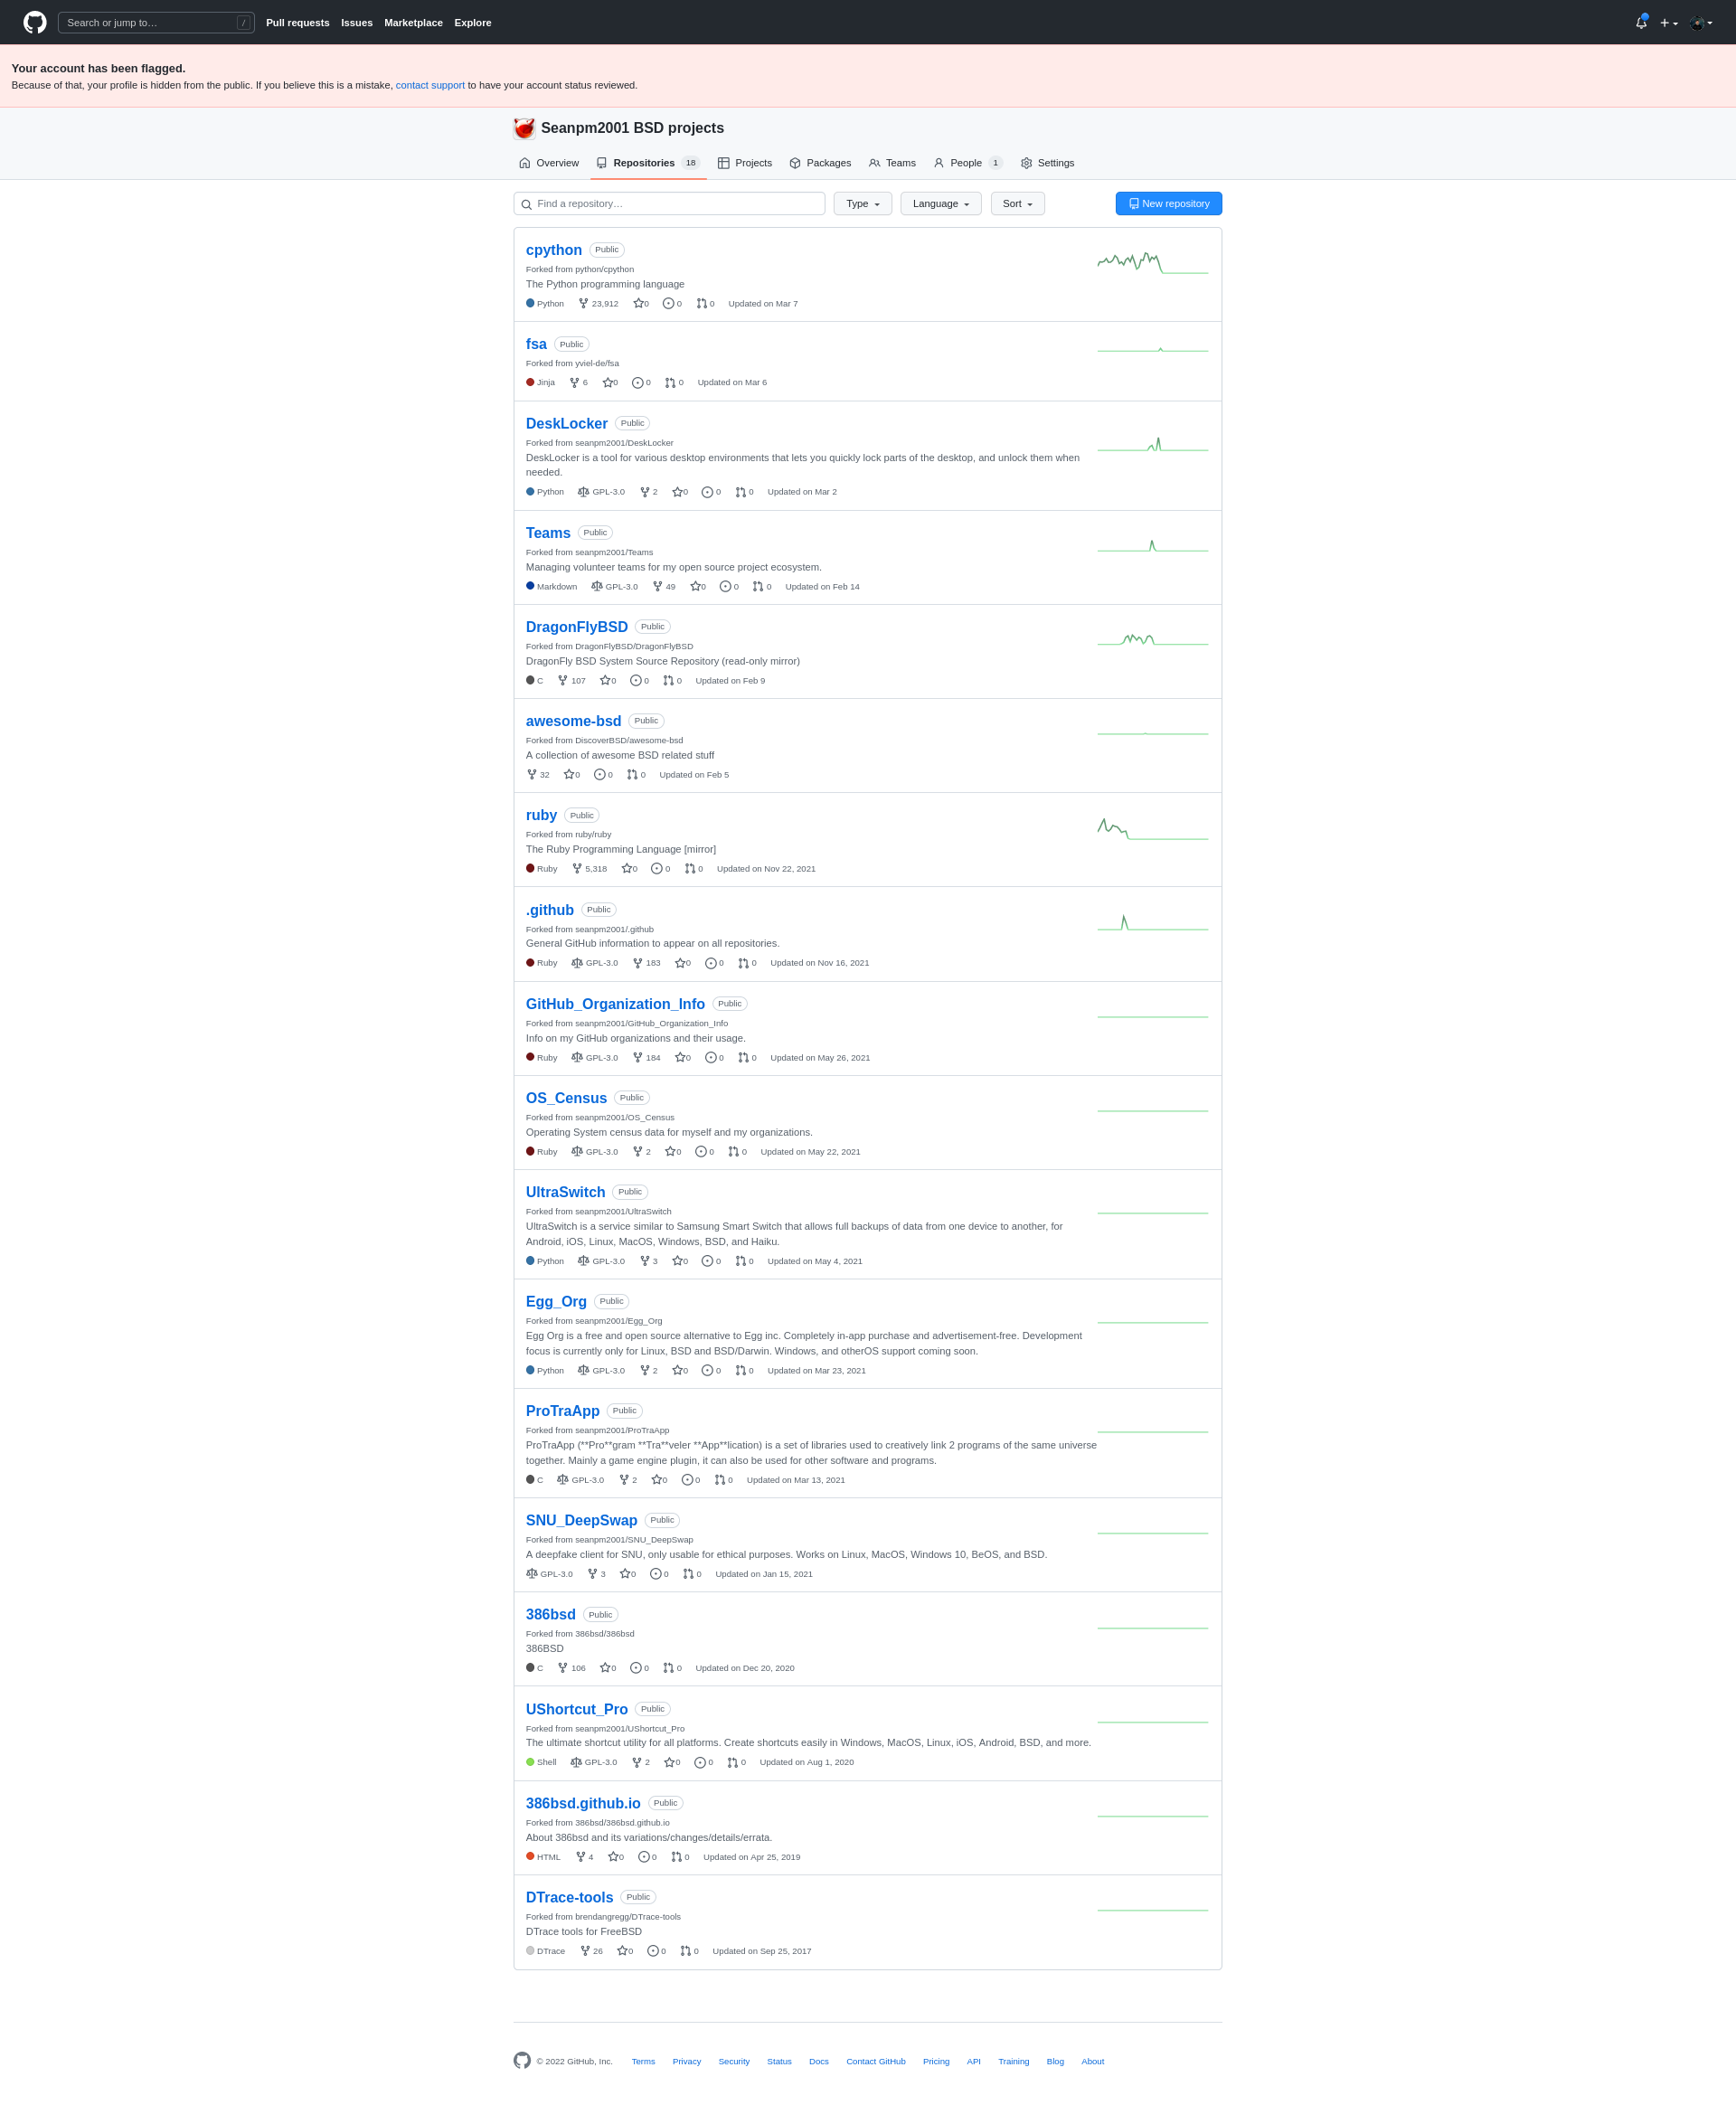 Search or jump to… /
Pull requests Issues Marketplace Explore
Your account has been flagged.
Because of that, your profile is hidden from the public. If you believe this is a mistake, contact support to have your account status reviewed.
Seanpm2001 BSD projects
Overview Repositories 18 Projects Packages Teams People 1 Settings
Find a repository… Type Language Sort New repository
cpython Public
Forked from python/cpython
The Python programming language
Python 23,912 0 0 0 Updated on Mar 7
fsa Public
Forked from yviel-de/fsa
Jinja 6 0 0 0 Updated on Mar 6
DeskLocker Public
Forked from seanpm2001/DeskLocker
DeskLocker is a tool for various desktop environments that lets you quickly lock parts of the desktop, and unlock them when
needed.
Python GPL-3.0 2 0 0 0 Updated on Mar 2
Teams Public
Forked from seanpm2001/Teams
Managing volunteer teams for my open source project ecosystem.
Markdown GPL-3.0 49 0 0 0 Updated on Feb 14
DragonFlyBSD Public
Forked from DragonFlyBSD/DragonFlyBSD
DragonFly BSD System Source Repository (read-only mirror)
C 107 0 0 0 Updated on Feb 9
awesome-bsd Public
Forked from DiscoverBSD/awesome-bsd
A collection of awesome BSD related stuff
32 0 0 0 Updated on Feb 5
ruby Public
Forked from ruby/ruby
The Ruby Programming Language [mirror]
Ruby 5,318 0 0 0 Updated on Nov 22, 2021
.github Public
Forked from seanpm2001/.github
General GitHub information to appear on all repositories.
Ruby GPL-3.0 183 0 0 0 Updated on Nov 16, 2021
GitHub_Organization_Info Public
Forked from seanpm2001/GitHub_Organization_Info
Info on my GitHub organizations and their usage.
Ruby GPL-3.0 184 0 0 0 Updated on May 26, 2021
OS_Census Public
Forked from seanpm2001/OS_Census
Operating System census data for myself and my organizations.
Ruby GPL-3.0 2 0 0 0 Updated on May 22, 2021
UltraSwitch Public
Forked from seanpm2001/UltraSwitch
UltraSwitch is a service similar to Samsung Smart Switch that allows full backups of data from one device to another, for
Android, iOS, Linux, MacOS, Windows, BSD, and Haiku.
Python GPL-3.0 3 0 0 0 Updated on May 4, 2021
Egg_Org Public
Forked from seanpm2001/Egg_Org
Egg Org is a free and open source alternative to Egg inc. Completely in-app purchase and advertisement-free. Development
focus is currently only for Linux, BSD and BSD/Darwin. Windows, and otherOS support coming soon.
Python GPL-3.0 2 0 0 0 Updated on Mar 23, 2021
ProTraApp Public
Forked from seanpm2001/ProTraApp
ProTraApp (**Pro**gram **Tra**veler **App**lication) is a set of libraries used to creatively link 2 programs of the same universe
together. Mainly a game engine plugin, it can also be used for other software and programs.
C GPL-3.0 2 0 0 0 Updated on Mar 13, 2021
SNU_DeepSwap Public
Forked from seanpm2001/SNU_DeepSwap
A deepfake client for SNU, only usable for ethical purposes. Works on Linux, MacOS, Windows 10, BeOS, and BSD.
GPL-3.0 3 0 0 0 Updated on Jan 15, 2021
386bsd Public
Forked from 386bsd/386bsd
386BSD
C 106 0 0 0 Updated on Dec 20, 2020
UShortcut_Pro Public
Forked from seanpm2001/UShortcut_Pro
The ultimate shortcut utility for all platforms. Create shortcuts easily in Windows, MacOS, Linux, iOS, Android, BSD, and more.
Shell GPL-3.0 2 0 0 0 Updated on Aug 1, 2020
386bsd.github.io Public
Forked from 386bsd/386bsd.github.io
About 386bsd and its variations/changes/details/errata.
HTML 4 0 0 0 Updated on Apr 25, 2019
DTrace-tools Public
Forked from brendangregg/DTrace-tools
DTrace tools for FreeBSD
DTrace 26 0 0 0 Updated on Sep 25, 2017
© 2022 GitHub, Inc. Terms Privacy Security Status Docs Contact GitHub Pricing API Training Blog About